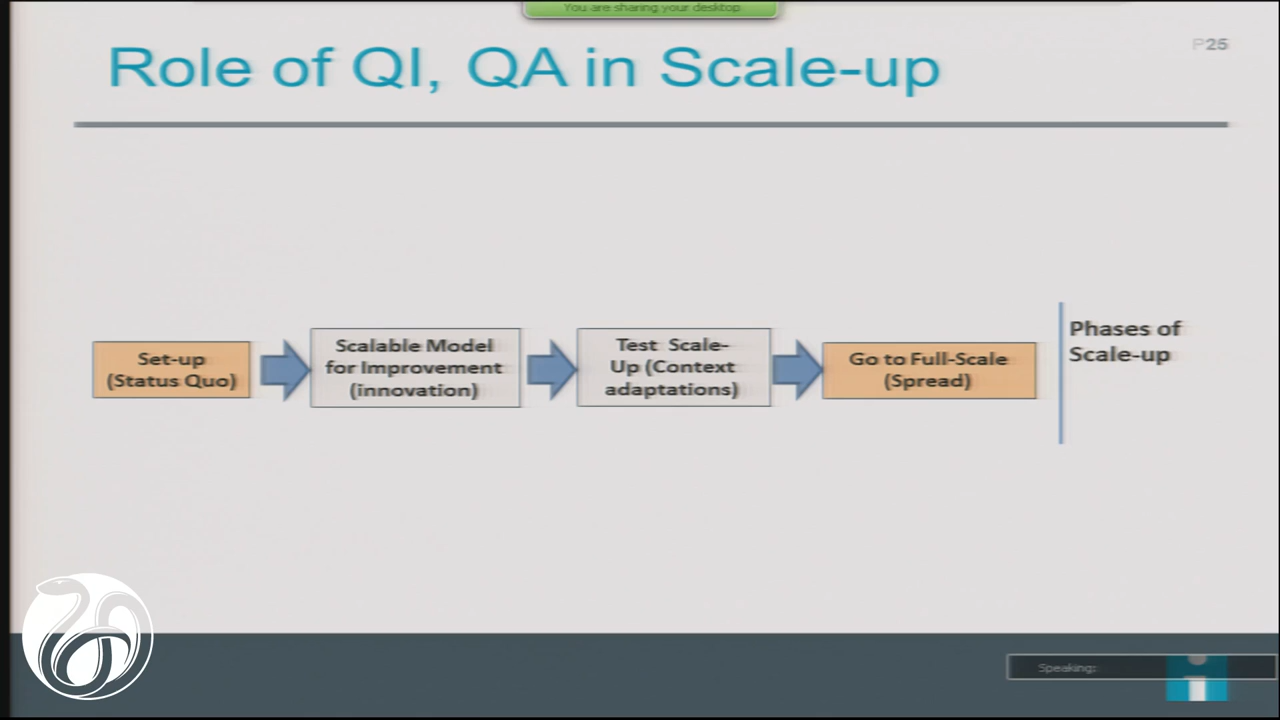 You are sharing your desktop
Role of QI, QA in Scale-up
P25
Set-up
(Status Quo)
Scalable Model
for Improvement
(innovation)
Test Scale-
Up (Context
adaptations)
Go to Full-Scale
(Spread)
Phases of
Scale-up
Speaking: